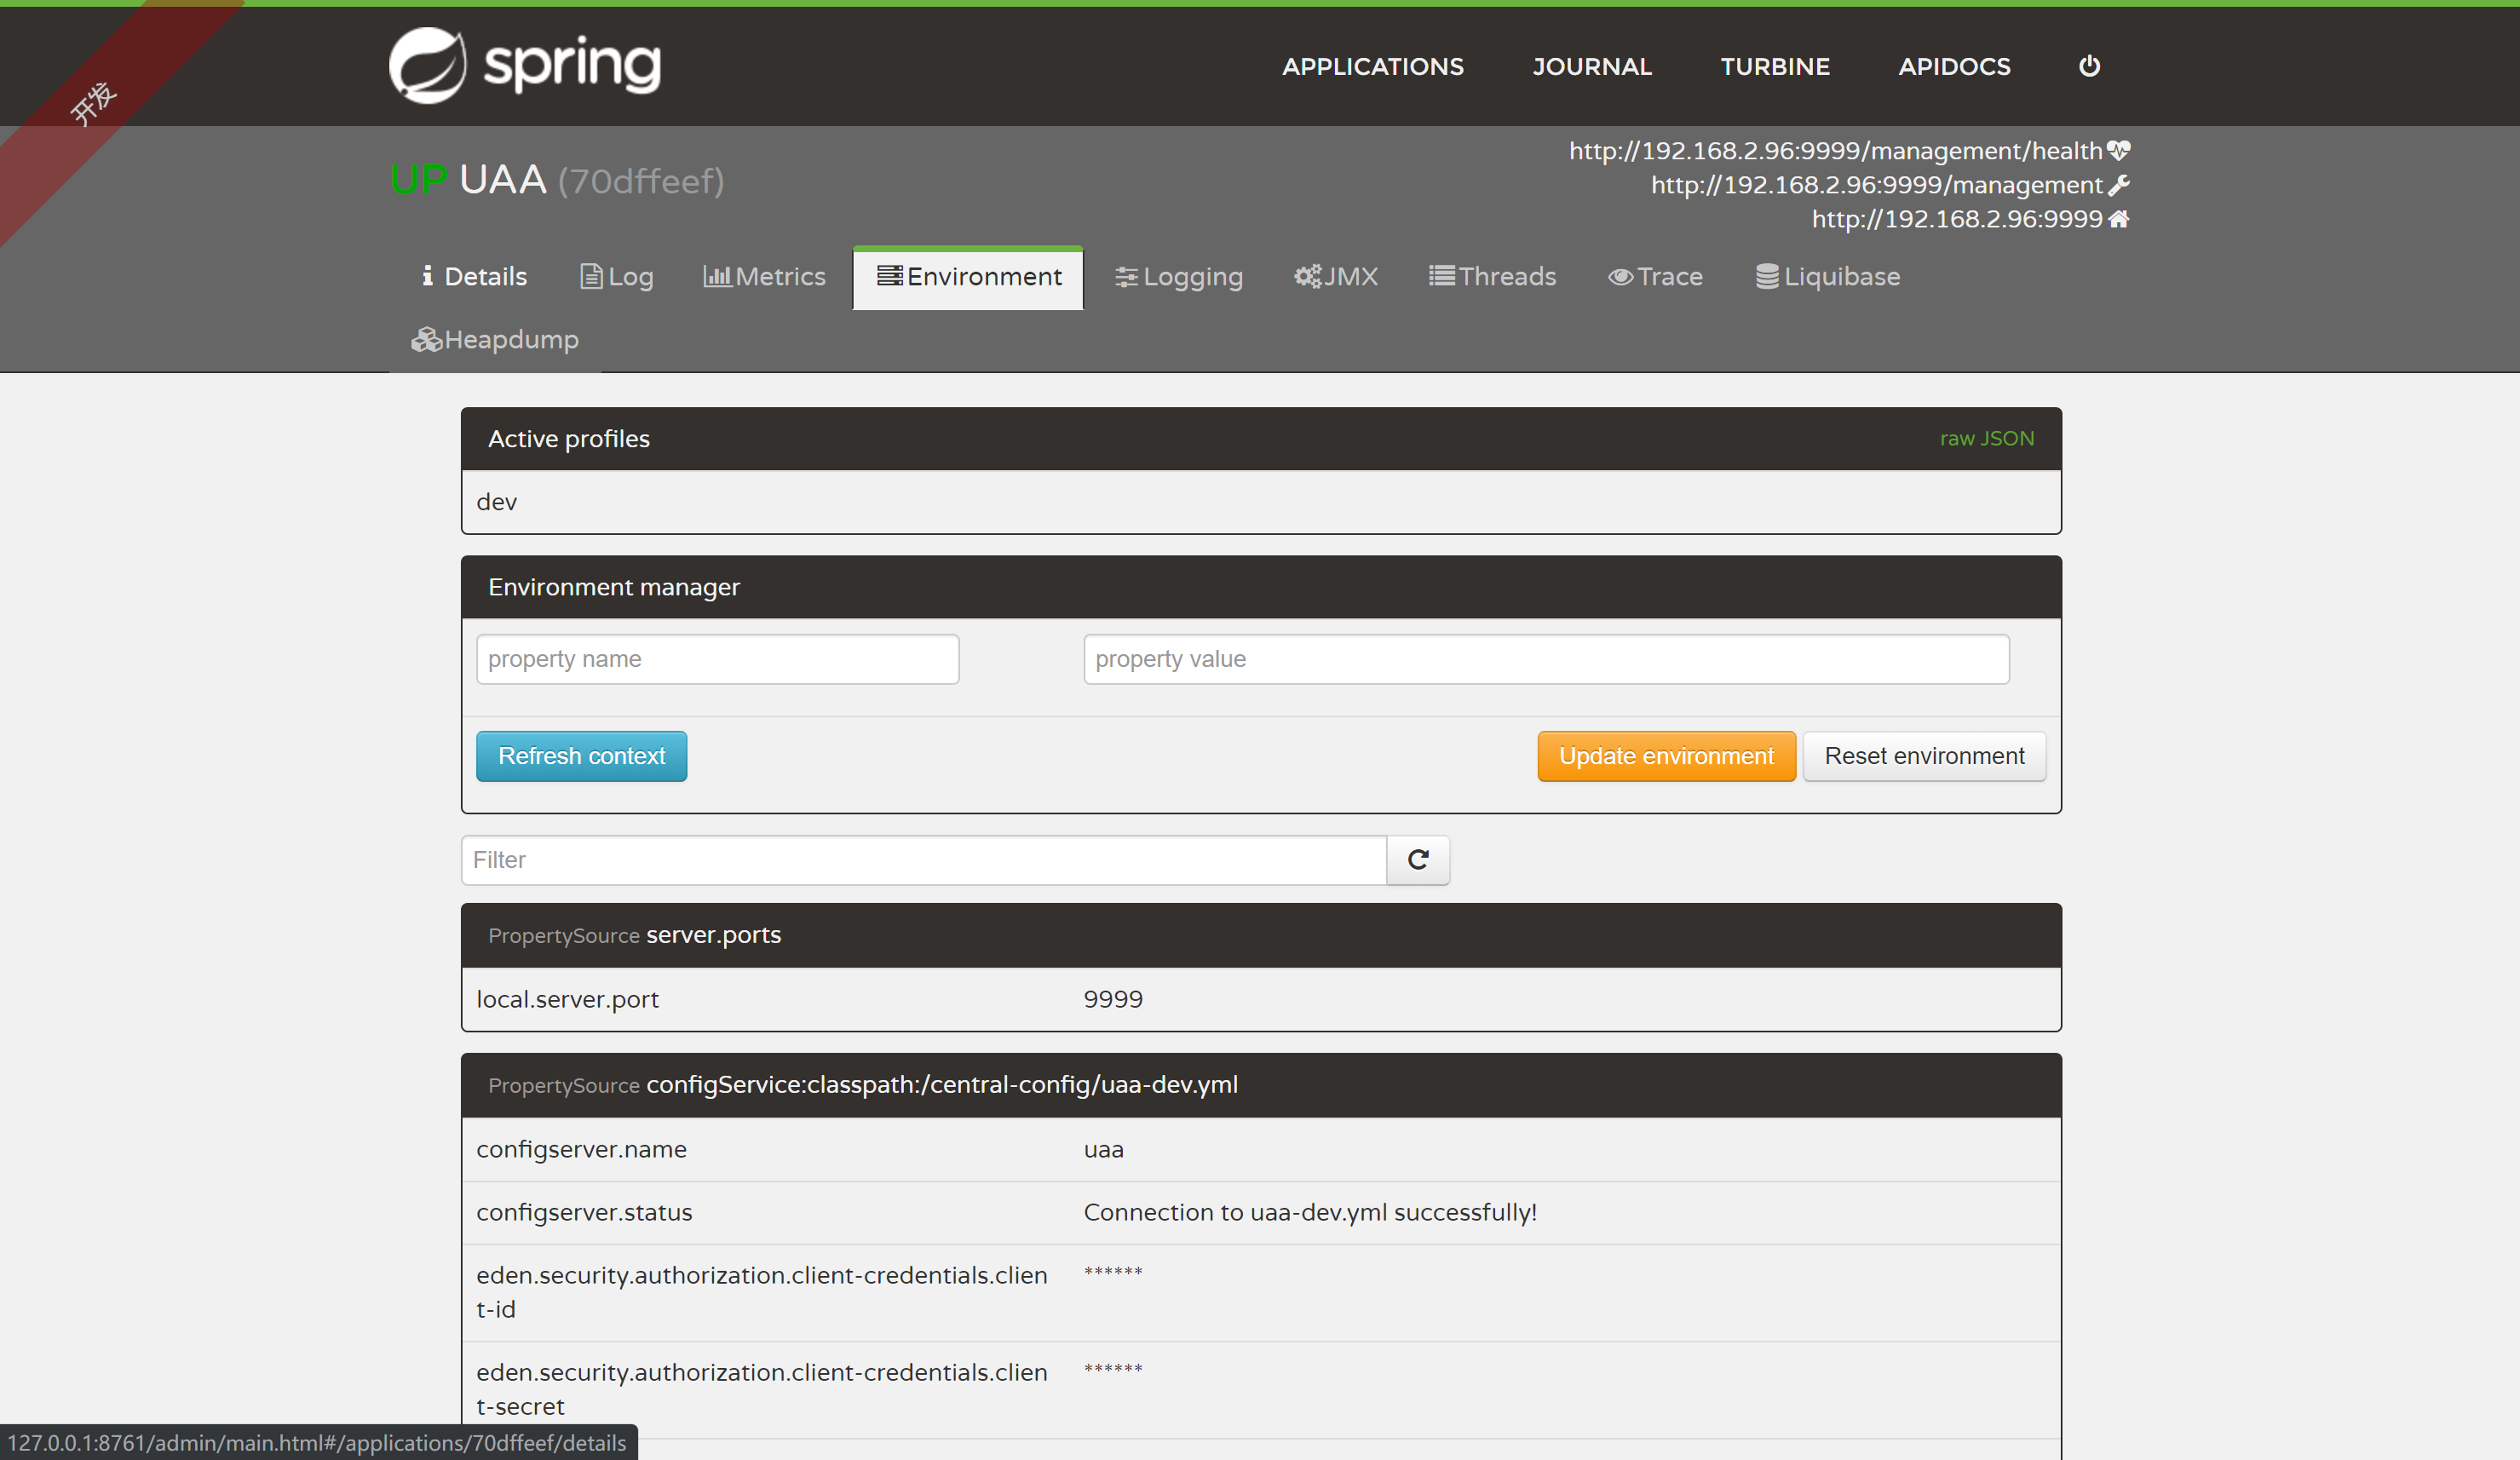 开发
spring
APPLICATIONS JOURNAL TURBINE APIDOCS
UP UAA (70dffeef)
http://192.168.2.96:9999/management/health
http://192.168.2.96:9999/management
http://192.168.2.96:9999
Details Log Metrics Environment Logging JMX Threads Trace Liquibase
Heapdump
Active profiles raw JSON
dev
Environment manager
property name property value
Refresh context Update environment Reset environment
Filter
PropertySource server.ports
local.server.port 9999
PropertySource configService:classpath:/central-config/uaa-dev.yml
configserver.name uaa
configserver.status Connection to uaa-dev.yml successfully!
eden.security.authorization.client-credentials.clien ******
t-id
eden.security.authorization.client-credentials.clien ******
t-secret
127.0.0.1:8761/admin/main.html#/applications/70dffeef/details